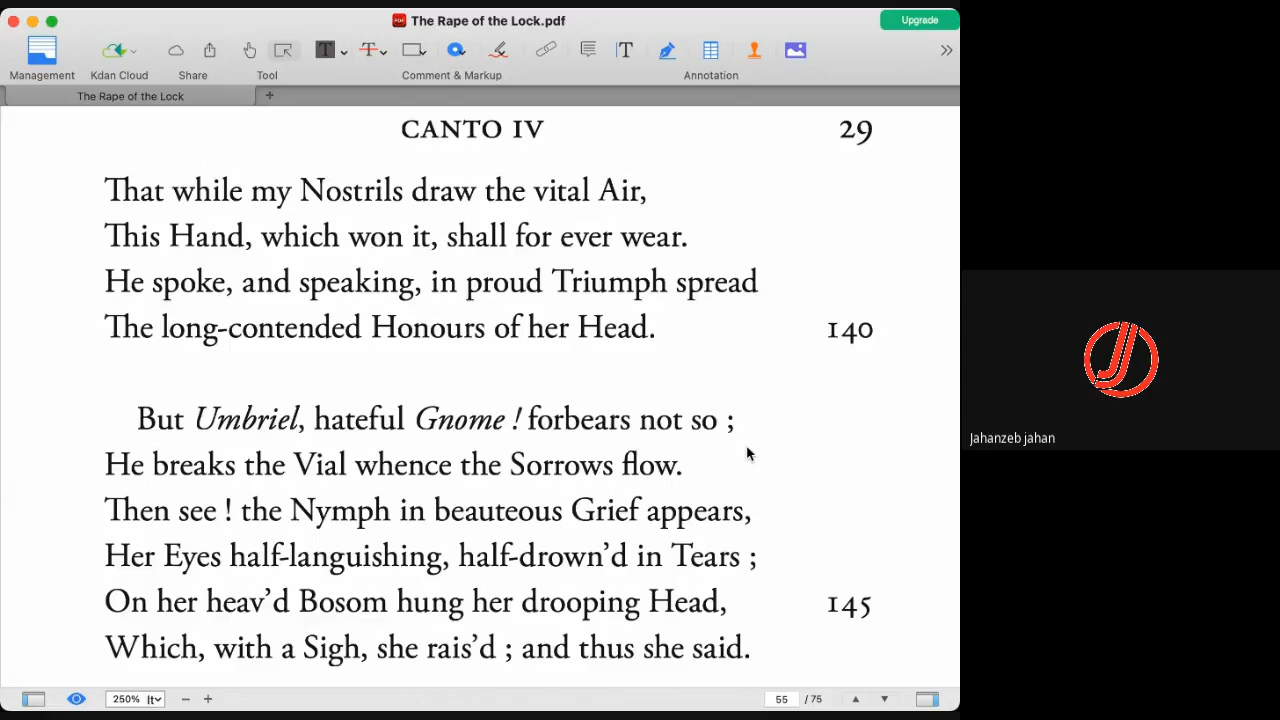 The Rape of the Lock.pdf
Upgrade
Management
Kdan Cloud
Share
Tool
Comment & Markup
Annotation
The Rape of the Lock
CANTO IV 29
That while my Nostrils draw the vital Air,
This Hand, which won it, shall for ever wear.
He spoke, and speaking, in proud Triumph spread
The long-contended Honours of her Head. 140
But Umbriel, hateful Gnome ! forbears not so ;
He breaks the Vial whence the Sorrows flow.
Then see ! the Nymph in beauteous Grief appears,
Her Eyes half-languishing, half-drown’d in Tears ;
On her heav’d Bosom hung her drooping Head, 145
Which, with a Sigh, she rais’d ; and thus she said.
250%
55 / 75
Jahanzeb jahan